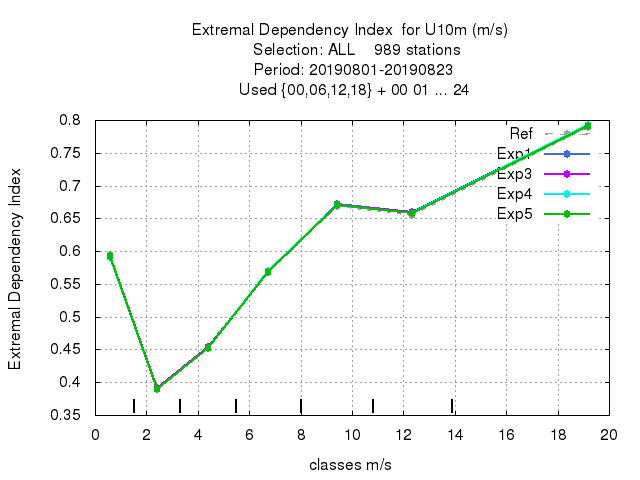 Extremal Dependency Index for U10m (m/s)
Selection: ALL 989 stations
Period: 20190801-20190823
Used {00,06,12,18} + 00 01 ... 24
Extremal Dependency Index
0.8
0.75
0.7
0.65
0.6
0.55
0.5
0.45
0.4
0.35
Ref
Exp1
Exp3
Exp4
Exp5
0 2 4 6 8 10 12 14 16 18 20
classes m/s